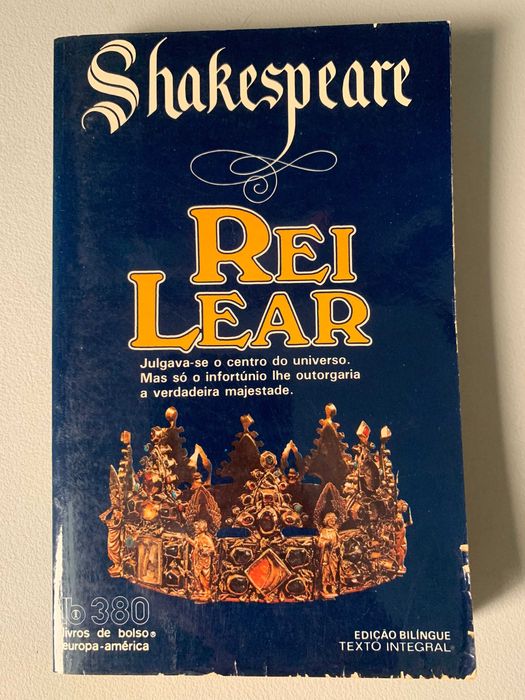 Shakespeare
REI
LEAR
Julgava-se o centro do universo.
Mas só o infortúnio lhe outorgaria
a verdadeira majestade.
380
livros de bolso®
europa-américa
EDIÇÃO BILÍNGUE
TEXTO INTEGRAL